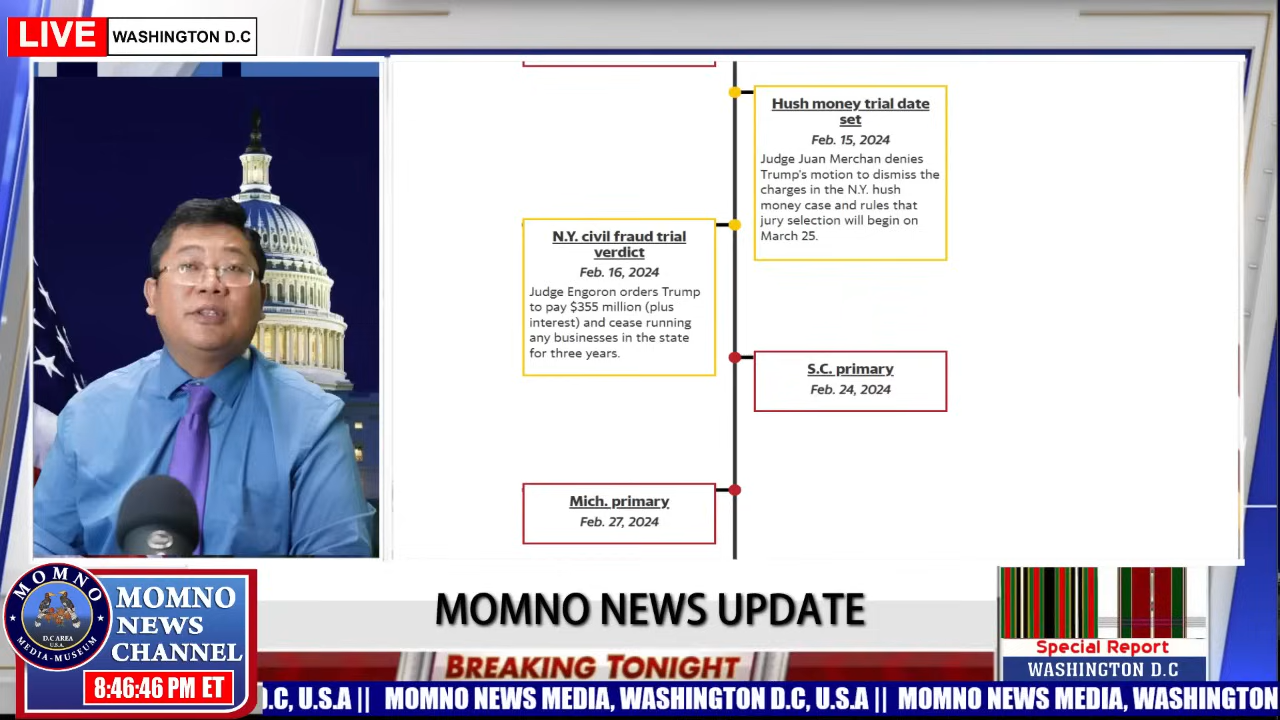 LIVE
WASHINGTON D.C
Hush money trial date
set
Feb. 15, 2024
Judge Juan Merchan denies
Trump's motion to dismiss the
charges in the N.Y. hush
money case and rules that
jury selection will begin on
March 25.
N.Y. civil fraud trial
verdict
Feb. 16, 2024
Judge Engoron orders Trump
to pay $355 million (plus
interest) and cease running
any businesses in the state
for three years.
S.C. primary
Feb. 24, 2024
Mich. primary
Feb. 27, 2024
MOMNO
D.C AREA
U.S.A
MEDIA-MUSEUM
MOMNO
NEWS
CHANNEL
8:46:46 PM ET
MOMNO NEWS UPDATE
BREAKING TONIGHT
Special Report
WASHINGTON D.C
D.C, U.S.A || MOMNO NEWS MEDIA, WASHINGTON D.C, U.S.A || MOMNO NEWS MEDIA, WASHINGTON